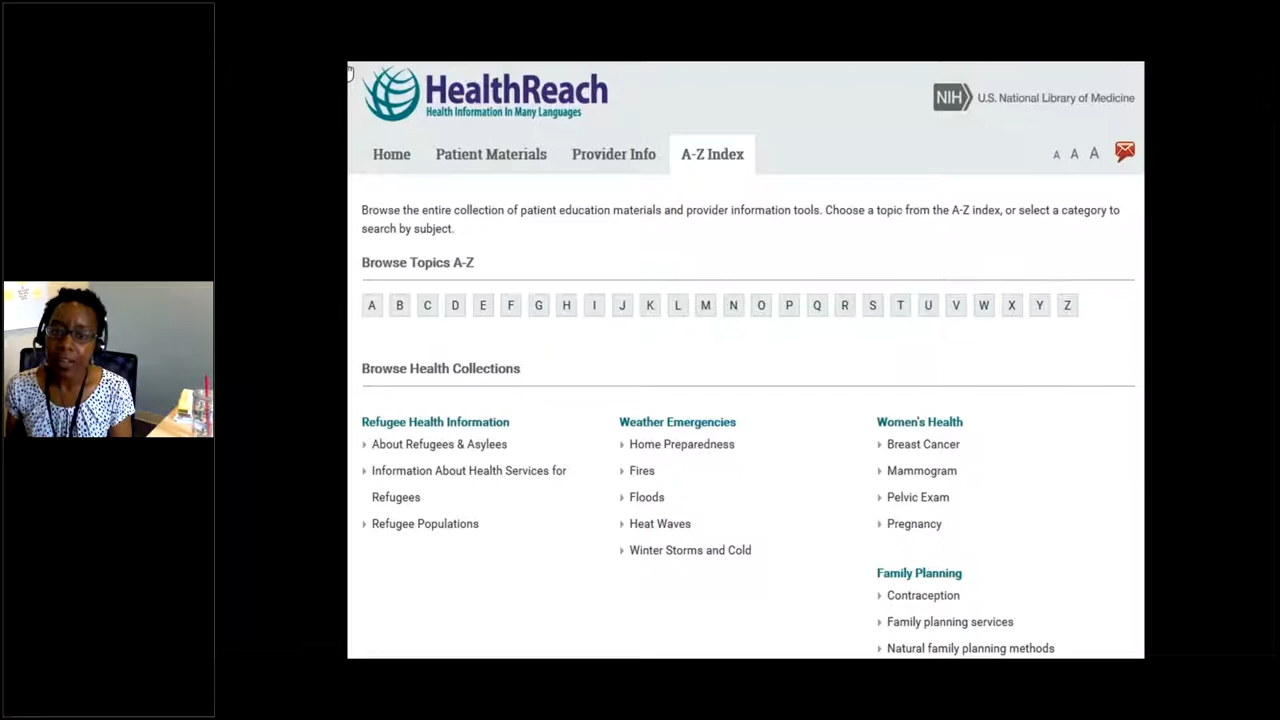 HealthReach
Health Information In Many Languages
NIH U.S. National Library of Medicine
Home Patient Materials Provider Info A-Z Index
A A A
Browse the entire collection of patient education materials and provider information tools. Choose a topic from the A-Z index, or select a category to
search by subject.
Browse Topics A-Z
A B C D E F G H I J K L M N O P Q R S T U V W X Y Z
Browse Health Collections
Refugee Health Information
About Refugees & Asylees
Information About Health Services for
Refugees
Refugee Populations
Weather Emergencies
Home Preparedness
Fires
Floods
Heat Waves
Winter Storms and Cold
Women's Health
Breast Cancer
Mammogram
Pelvic Exam
Pregnancy
Family Planning
Contraception
Family planning services
Natural family planning methods